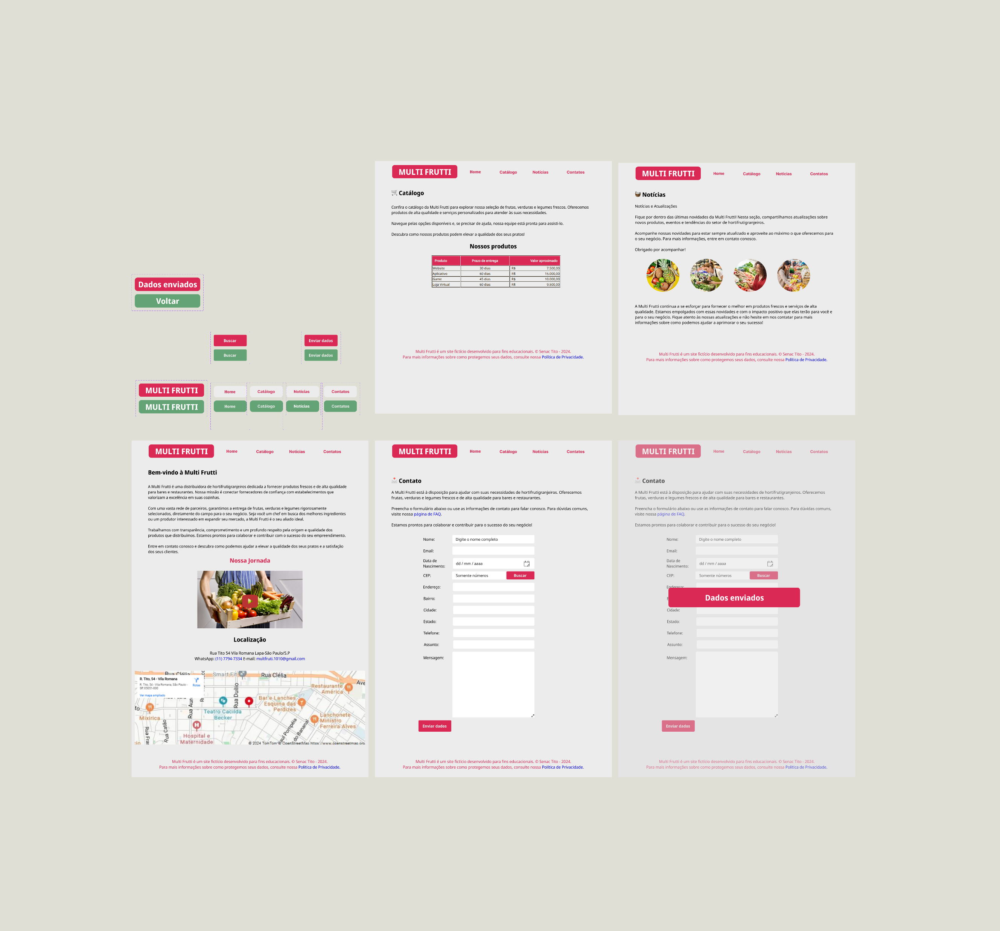 MULTI FRUTTI
Home
Catálogo
Notícias
Contatos
Catálogo
Confira o catálogo da Multi Frutti para explorar nossa seleção de frutas, verduras e legumes frescos. Oferecemos
produtos de alta qualidade e serviços personalizados para atender às suas necessidades.
Navegue pelas opções disponíveis e, se precisar de ajuda, nossa equipe está pronta para assisti-lo.
Descubra como nossos produtos podem elevar a qualidade dos seus pratos!
Nossos produtos
Produto Prazo de entrega Valor aproximado
Website 30 dias R$ 7.500,00
Aplicativo 60 dias R$ 15.000,00
Game 45 dias R$ 10.000,00
Loja Virtual 60 dias R$ 9.500,00
Multi Frutti é um site fictício desenvolvido para fins educacionais. © Senac Tito - 2024.
Para mais informações sobre como protegemos seus dados, consulte nossa Política de Privacidade.
MULTI FRUTTI
Home
Catálogo
Notícias
Contatos
Notícias
Notícias e Atualizações
Fique por dentro das últimas novidades da Multi Frutti! Nesta seção, compartilhamos atualizações sobre
novos produtos, eventos e tendências do setor de hortifrutigranjeiros.
Acompanhe nossas novidades para estar sempre atualizado e aproveite ao máximo o que oferecemos para
o seu negócio. Para mais informações, entre em contato conosco.
Obrigado por acompanhar!
A Multi Frutti continua a se esforçar para fornecer o melhor em produtos frescos e serviços de alta
qualidade. Estamos empolgados com essas novidades e com o impacto positivo que elas terão para você e
para o seu negócio. Fique atento às nossas atualizações e não hesite em nos contatar para mais
informações sobre como podemos ajudar a aprimorar o seu sucesso!
Multi Frutti é um site fictício desenvolvido para fins educacionais. © Senac Tito - 2024.
Para mais informações sobre como protegemos seus dados, consulte nossa Política de Privacidade.
Dados enviados
Voltar
Buscar
Buscar
Enviar dados
Enviar dados
MULTI FRUTTI
MULTI FRUTTI
Home
Catálogo
Notícias
Contatos
Home
Catálogo
Notícias
Contatos
MULTI FRUTTI
Home
Catálogo
Notícias
Contatos
Bem-vindo à Multi Frutti
A Multi Frutti é uma distribuidora de hortifrutigranjeiros dedicada a fornecer produtos frescos e de alta qualidade
para bares e restaurantes. Nossa missão é conectar fornecedores de confiança com estabelecimentos que
valorizam a excelência em suas cozinhas.
Com uma vasta rede de parceiros, garantimos a entrega de frutas, verduras e legumes rigorosamente
selecionados, diretamente do campo para o seu negócio. Seja você um chef em busca dos melhores ingredientes
ou um produtor interessado em expandir seu mercado, a Multi Frutti é o seu aliado ideal.
Trabalhamos com transparência, comprometimento e um profundo respeito pela origem e qualidade dos
produtos que distribuímos. Estamos prontos para colaborar e contribuir com o sucesso do seu empreendimento.
Entre em contato conosco e descubra como podemos ajudar a elevar a qualidade dos seus pratos e a satisfação
dos seus clientes.
Nossa Jornada
Localização
Rua Tito 54 Vila Romana Lapa-São Paulo/S.P
WhatsApp: (11) 7794-7334 E-mail: multfruti.1010@gmail.com
R. Tito, 54 - Vila Romana
R. Tito, 54 - Vila Romana, São Paulo -
SP, 05051-000
Rotas
Ver mapa ampliado
Rua Clélia
Smart Fit
Rua Clélia
Ave
Restaurante
América
Rua Duílio
Bar e Lanches
Esquina das
Perdizes
to
Mixirica
Rua Aur
Teatro Cacilda
Becker
Lanchonete
Ministro
Ferreira Alves
Rua Fra
Rua Catão
Hospital e
Maternidade
aul Pompéia
do Bananal
© 2024 TomTom © OpenStreetMap https://www.openstreetmap.org
Multi Frutti é um site fictício desenvolvido para fins educacionais. © Senac Tito - 2024.
Para mais informações sobre como protegemos seus dados, consulte nossa Política de Privacidade.
MULTI FRUTTI
Home
Catálogo
Notícias
Contatos
Contato
A Multi Frutti está à disposição para ajudar com suas necessidades de hortifrutigranjeiros. Oferecemos
frutas, verduras e legumes frescos e de alta qualidade para bares e restaurantes.
Preencha o formulário abaixo ou use as informações de contato para falar conosco. Para dúvidas comuns,
visite nossa página de FAQ.
Estamos prontos para colaborar e contribuir para o sucesso do seu negócio!
Nome: Digite o nome completo
Email:
Data de
Nascimento: dd / mm / aaaa
CEP: Somente números Buscar
Endereço:
Bairro:
Cidade:
Estado:
Telefone:
Assunto:
Mensagem:
Enviar dados
Multi Frutti é um site fictício desenvolvido para fins educacionais. © Senac Tito - 2024.
Para mais informações sobre como protegemos seus dados, consulte nossa Política de Privacidade.
MULTI FRUTTI
Home
Catálogo
Notícias
Contatos
Contato
A Multi Frutti está à disposição para ajudar com suas necessidades de hortifrutigranjeiros. Oferecemos
frutas, verduras e legumes frescos e de alta qualidade para bares e restaurantes.
Preencha o formulário abaixo ou use as informações de contato para falar conosco. Para dúvidas comuns,
visite nossa página de FAQ.
Estamos prontos para colaborar e contribuir para o sucesso do seu negócio!
Nome: Digite o nome completo
Email:
Data de
Nascimento: dd / mm / aaaa
CEP: Somente números Buscar
Endereço:
Dados enviados
Cidade:
Estado:
Telefone:
Assunto:
Mensagem:
Enviar dados
Multi Frutti é um site fictício desenvolvido para fins educacionais. © Senac Tito - 2024.
Para mais informações sobre como protegemos seus dados, consulte nossa Política de Privacidade.